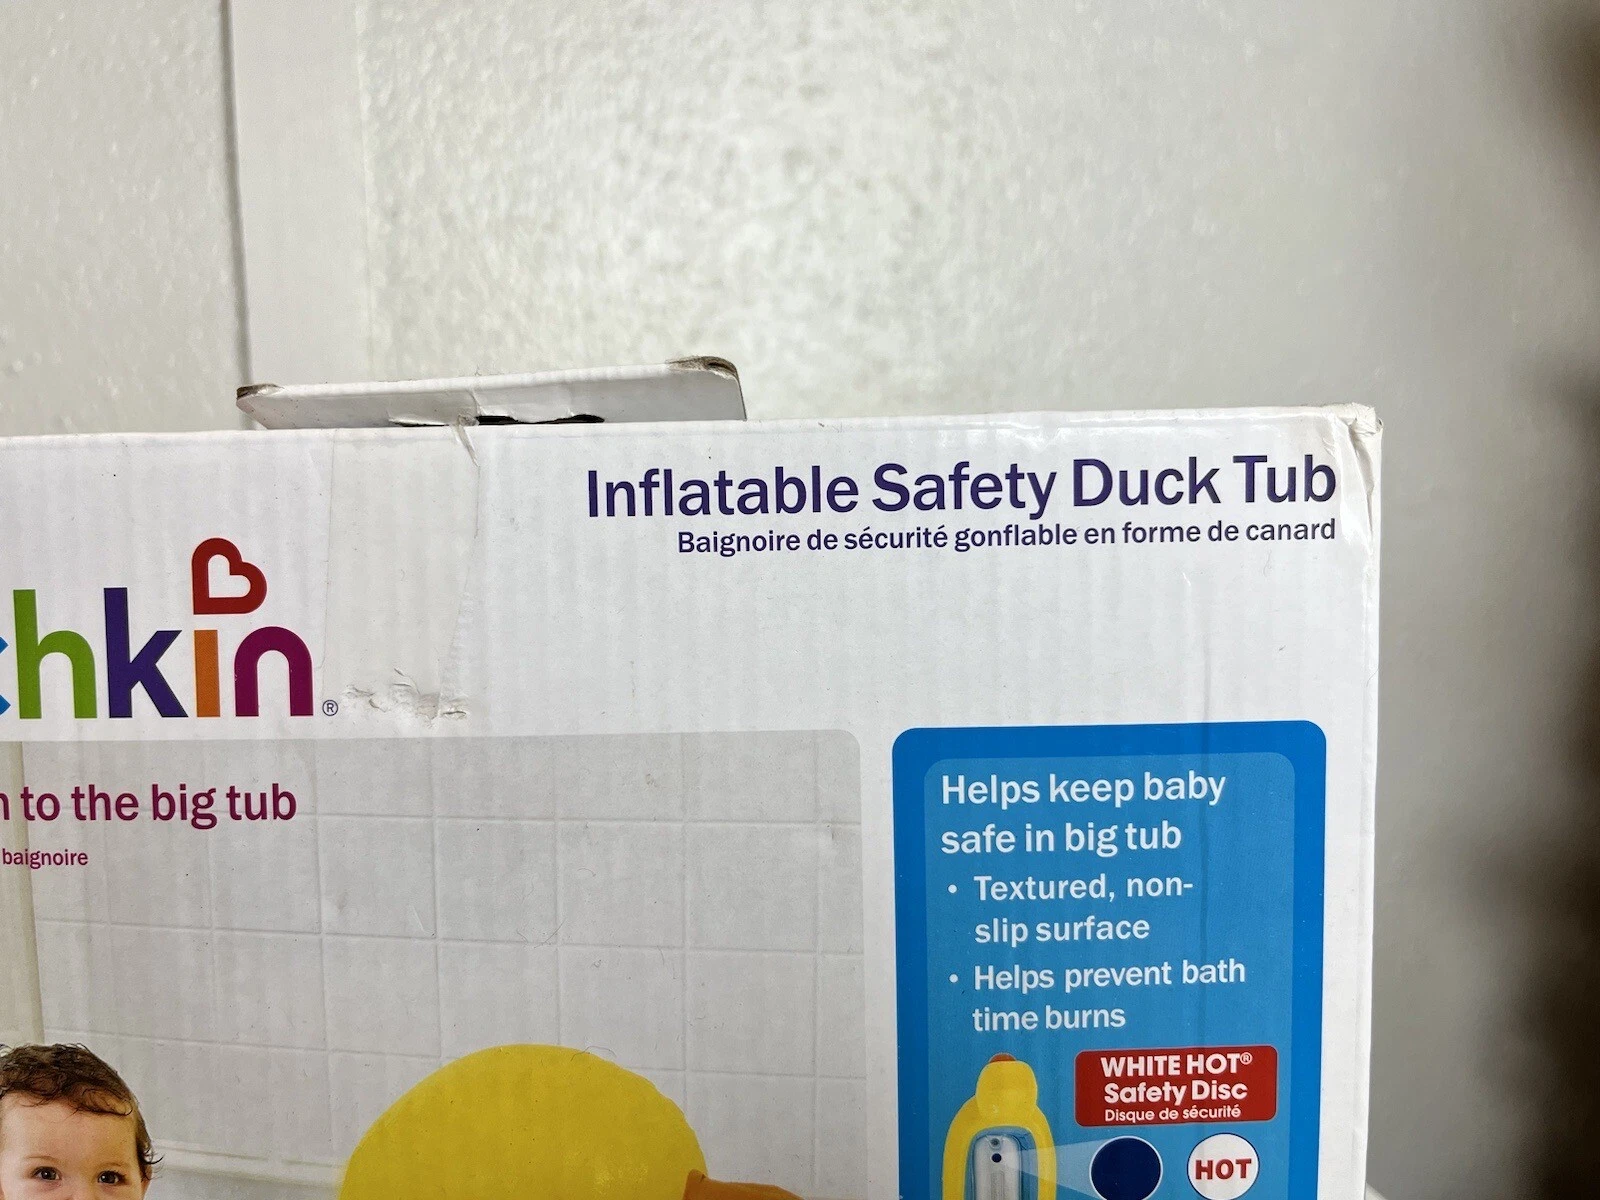 Inflatable Safety Duck Tub
Baignoire de sécurité gonflable en forme de canard
hkin®
to the big tub
baignoire
Helps keep baby
safe in big tub
• Textured, non-
slip surface
• Helps prevent bath
time burns
WHITE HOT®
Safety Disc
Disque de sécurité
HOT